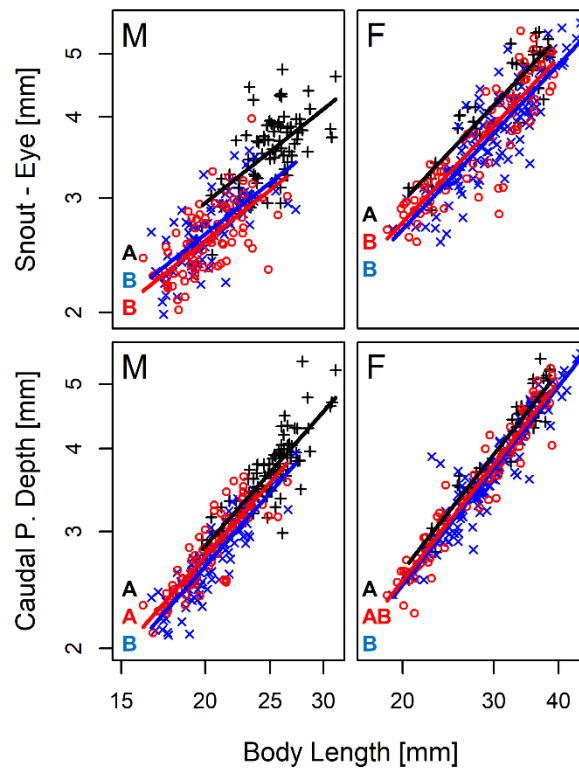 M
F
Snout - Eye [mm]
5
4
3
2
A
B
B
A
B
B
M
F
Caudal P. Depth [mm]
5
4
3
2
A
A
B
A
AB
B
15 20 25 30
20 30 40
Body Length [mm]